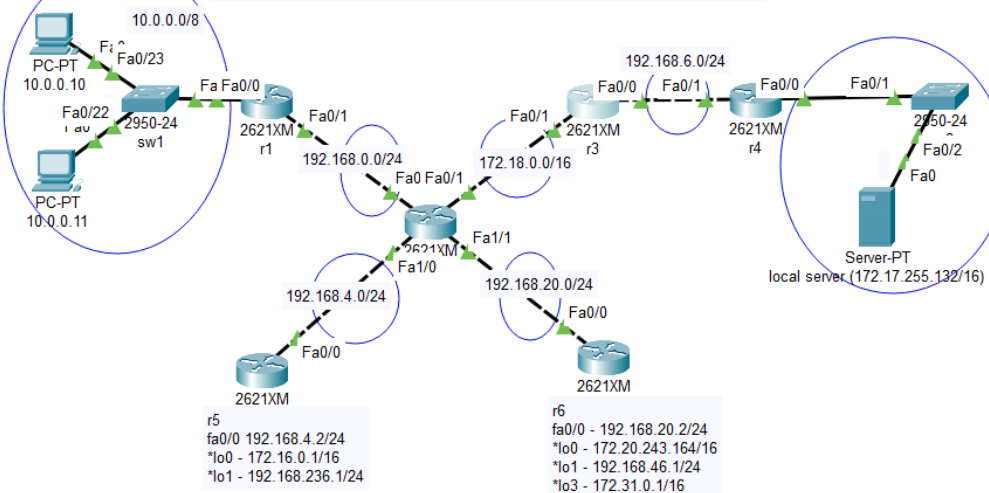 10.0.0.0/8
PC-PT
10.0.0.10
Fa0/23
Fa0/22
PC-PT
10.0.0.11
2950-24
sw1
Fa
Fa0/0
2621XM
r1
Fa0/1
192.168.0.0/24
Fa0
Fa0/1
2621XM
172.18.0.0/16
Fa0/1
Fa0/0
2621XM
r3
192.168.6.0/24
Fa0/1
Fa0/0
2621XM
r4
Fa0/1
2950-24
Fa0/2
Fa0
Server-PT
local server (172.17.255.132/16)
Fa1/0
Fa1/1
192.168.4.0/24
192.168.20.0/24
Fa0/0
2621XM
r5
fa0/0 192.168.4.2/24
*lo0 - 172.16.0.1/16
*lo1 - 192.168.236.1/24
Fa0/0
2621XM
r6
fa0/0 - 192.168.20.2/24
*lo0 - 172.20.243.164/16
*lo1 - 192.168.46.1/24
*lo3 - 172.31.0.1/16